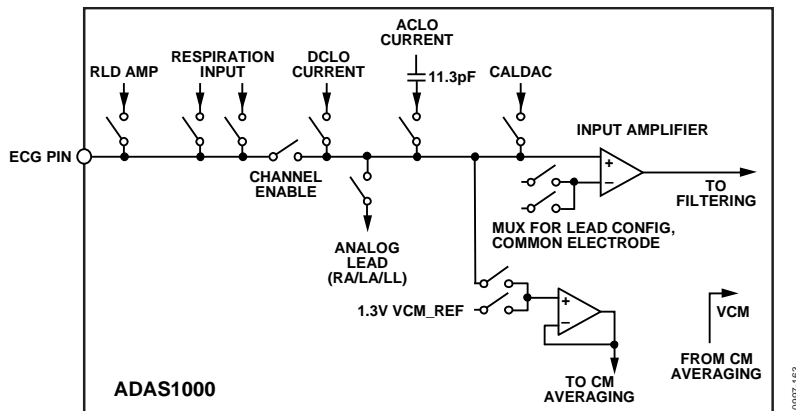 ACLO
CURRENT
RESPIRATION
INPUT
DCLO
CURRENT
RLD AMP
11.3pF
CALDAC
INPUT AMPLIFIER
ECG PIN
+
–
CHANNEL
ENABLE
TO
FILTERING
MUX FOR LEAD CONFIG,
COMMON ELECTRODE
ANALOG
LEAD
(RA/LA/LL)
1.3V VCM_REF
+
–
VCM
FROM CM
AVERAGING
TO CM
AVERAGING
ADAS1000